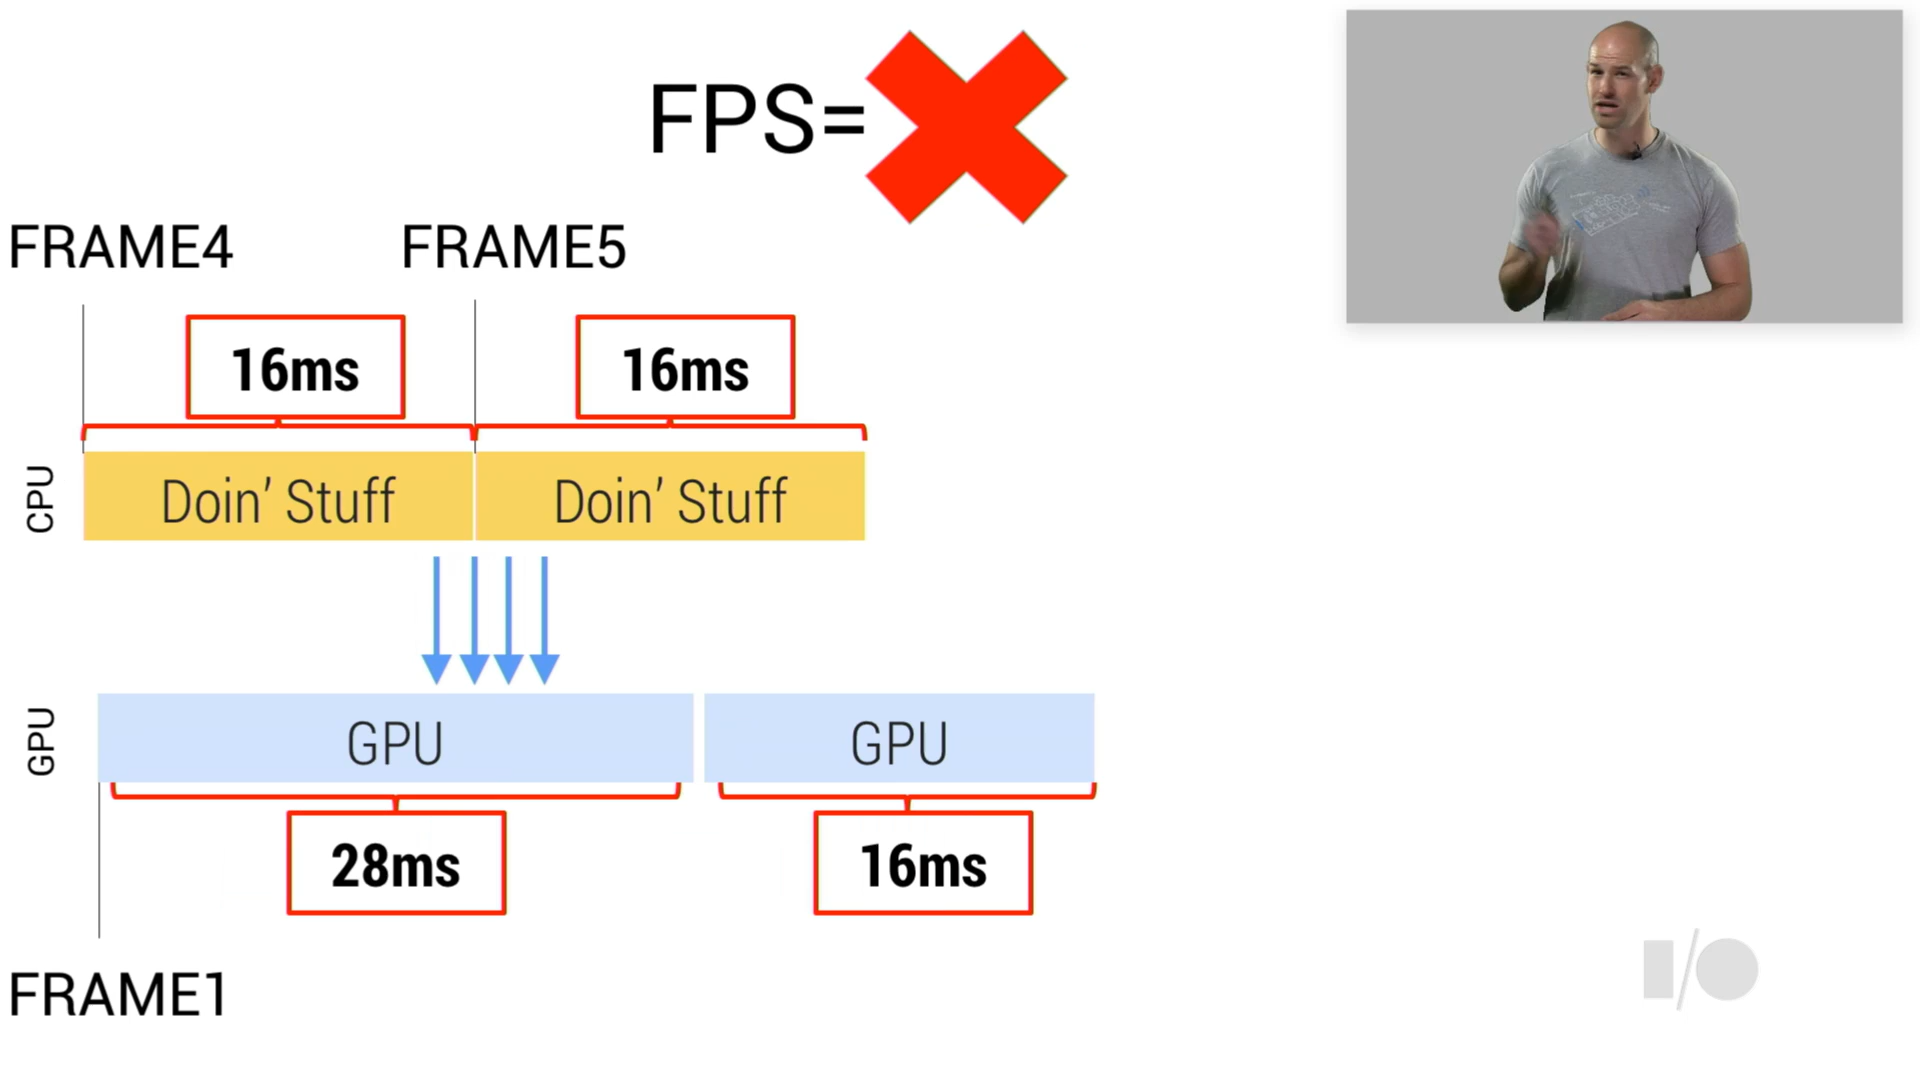 FPS=
FRAME4
FRAME5
16ms
16ms
CPU
Doin’ Stuff
Doin’ Stuff
GPU
GPU
GPU
28ms
16ms
FRAME1
I/O